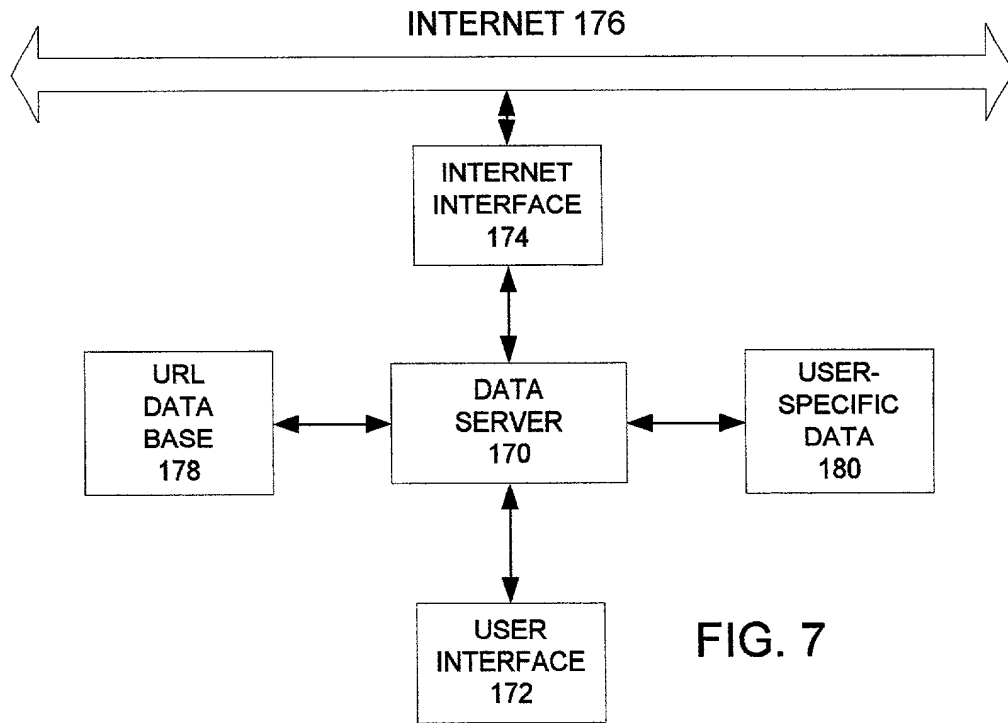 INTERNET 176
INTERNET
INTERFACE
174
URL
DATA
BASE
178
DATA
SERVER
170
USER-
SPECIFIC
DATA
180
USER
INTERFACE
172
FIG. 7